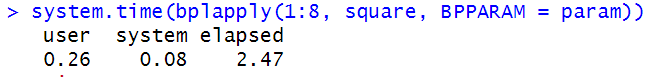 > system.time(bplapply(1:8, square, BPPARAM = param))
user system elapsed
0.26 0.08 2.47